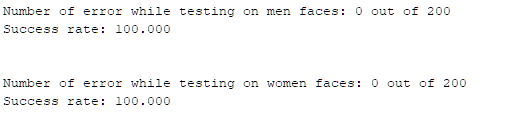 Number of error while testing on men faces: 0 out of 200
Success rate: 100.000
Number of error while testing on women faces: 0 out of 200
Success rate: 100.000